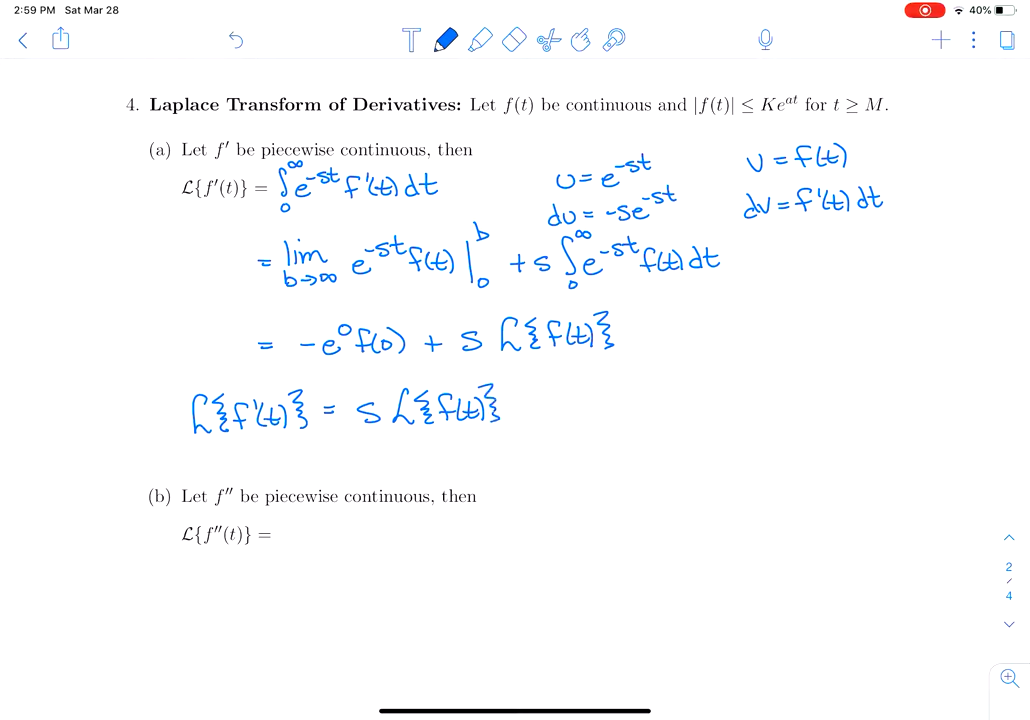 2:59 PM Sat Mar 28 40%
T
4. Laplace Transform of Derivatives: Let f(t) be continuous and |f(t)| ≤ Ke^{at} for t ≥ M.
(a) Let f′ be piecewise continuous, then
ℒ{f′(t)} = ∫_0^∞ e^{-st} f'(t) dt u = e^{-st} v = f(t)
du = -se^{-st} dv = f'(t) dt
= lim_{b→∞} e^{-st} f(t) |_0^b + s ∫_0^∞ e^{-st} f(t) dt
= -e^0 f(0) + s ℒ{f(t)}
ℒ{f'(t)} = s ℒ{f(t)}
(b) Let f″ be piecewise continuous, then
ℒ{f″(t)} =
2
/
4